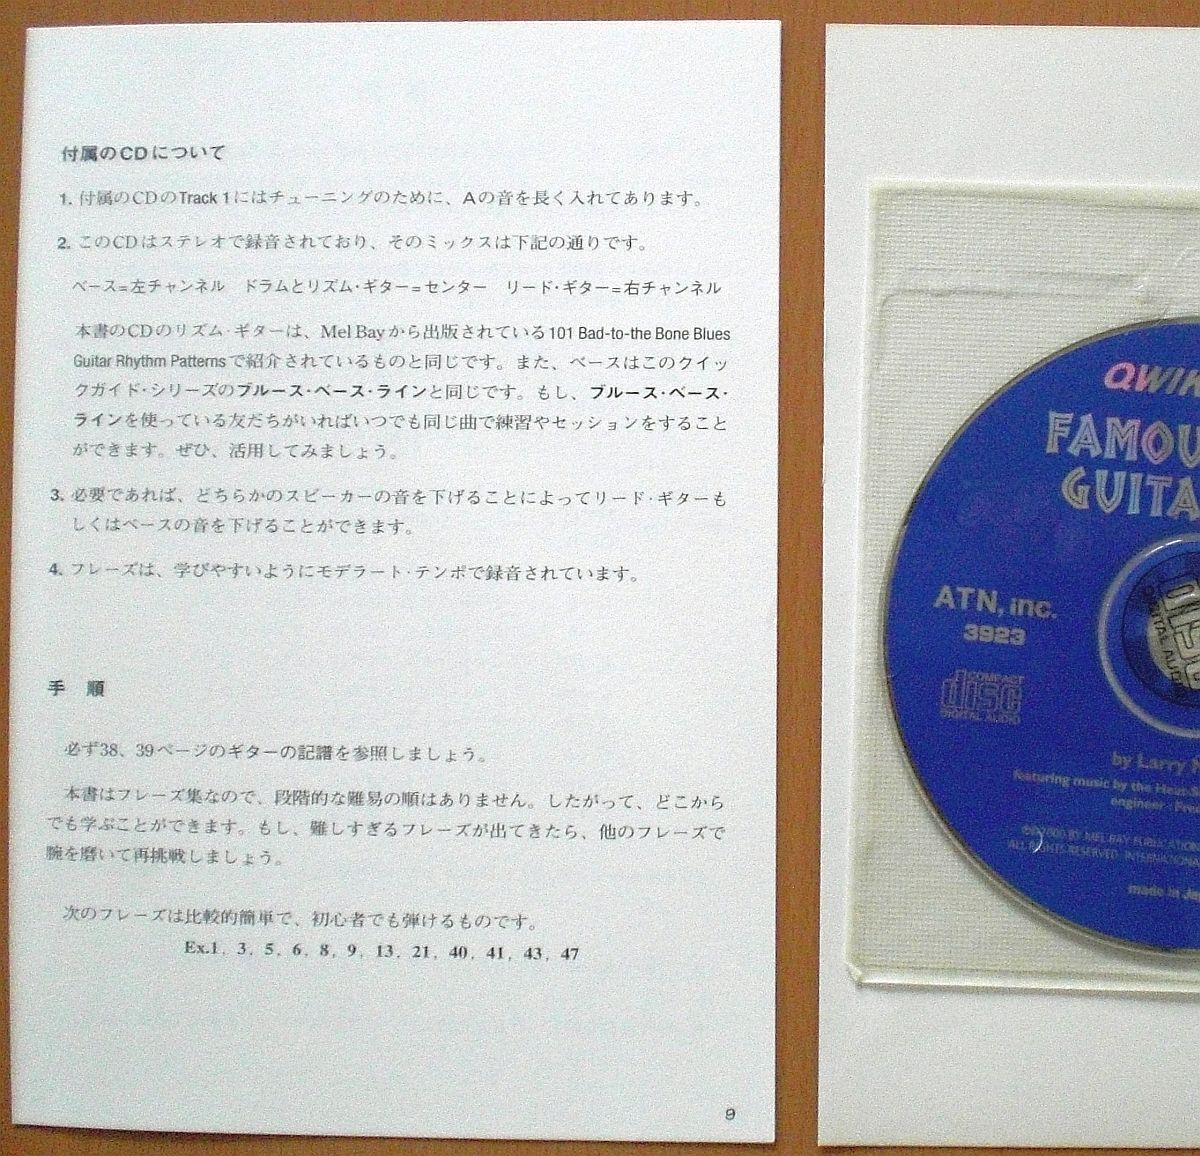 付属のCDについて
1. 付属のCDのTrack 1にはチューニングのために、Aの音を長く入れてあります。
2. このCDはステレオで録音されており、そのミックスは下記の通りです。
ベース=左チャンネル　ドラムとリズム・ギター=センター　リード・ギター=右チャンネル
本書のCDのリズム・ギターは、Mel Bayから出版されている101 Bad-to-the Bone Blues
Guitar Rhythm Patternsで紹介されているものと同じです。また、ベースはこのクイッ
クガイド・シリーズのブルース・ベース・ラインと同じです。もし、ブルース・ベース・
ラインを使っている友だちがいればいつでも同じ曲で練習やセッションをすること
ができます。ぜひ、活用してみましょう。
3. 必要であれば、どちらかのスピーカーの音を下げることによってリード・ギターも
しくはベースの音を下げることができます。
4. フレーズは、学びやすいようにモデラート・テンポで録音されています。
手　順
必ず38、39ページのギターの記譜を参照しましょう。
本書はフレーズ集なので、段階的な難易の順はありません。したがって、どこから
でも学ぶことができます。もし、難しすぎるフレーズが出てきたら、他のフレーズで
腕を磨いて再挑戦しましょう。
次のフレーズは比較的簡単で、初心者でも弾けるものです。
Ex.1, 3, 5, 6, 8, 9, 13, 21, 40, 41, 43, 47
9
QWIK
FAMOU
GUITA
ATN, inc.
3923
COMPACT
disc
DIGITAL AUDIO
by Larry
featuring music by the
engineer
BY MEL BAY
ALL RIGHTS RESERVED. INTERNATIONA
made in